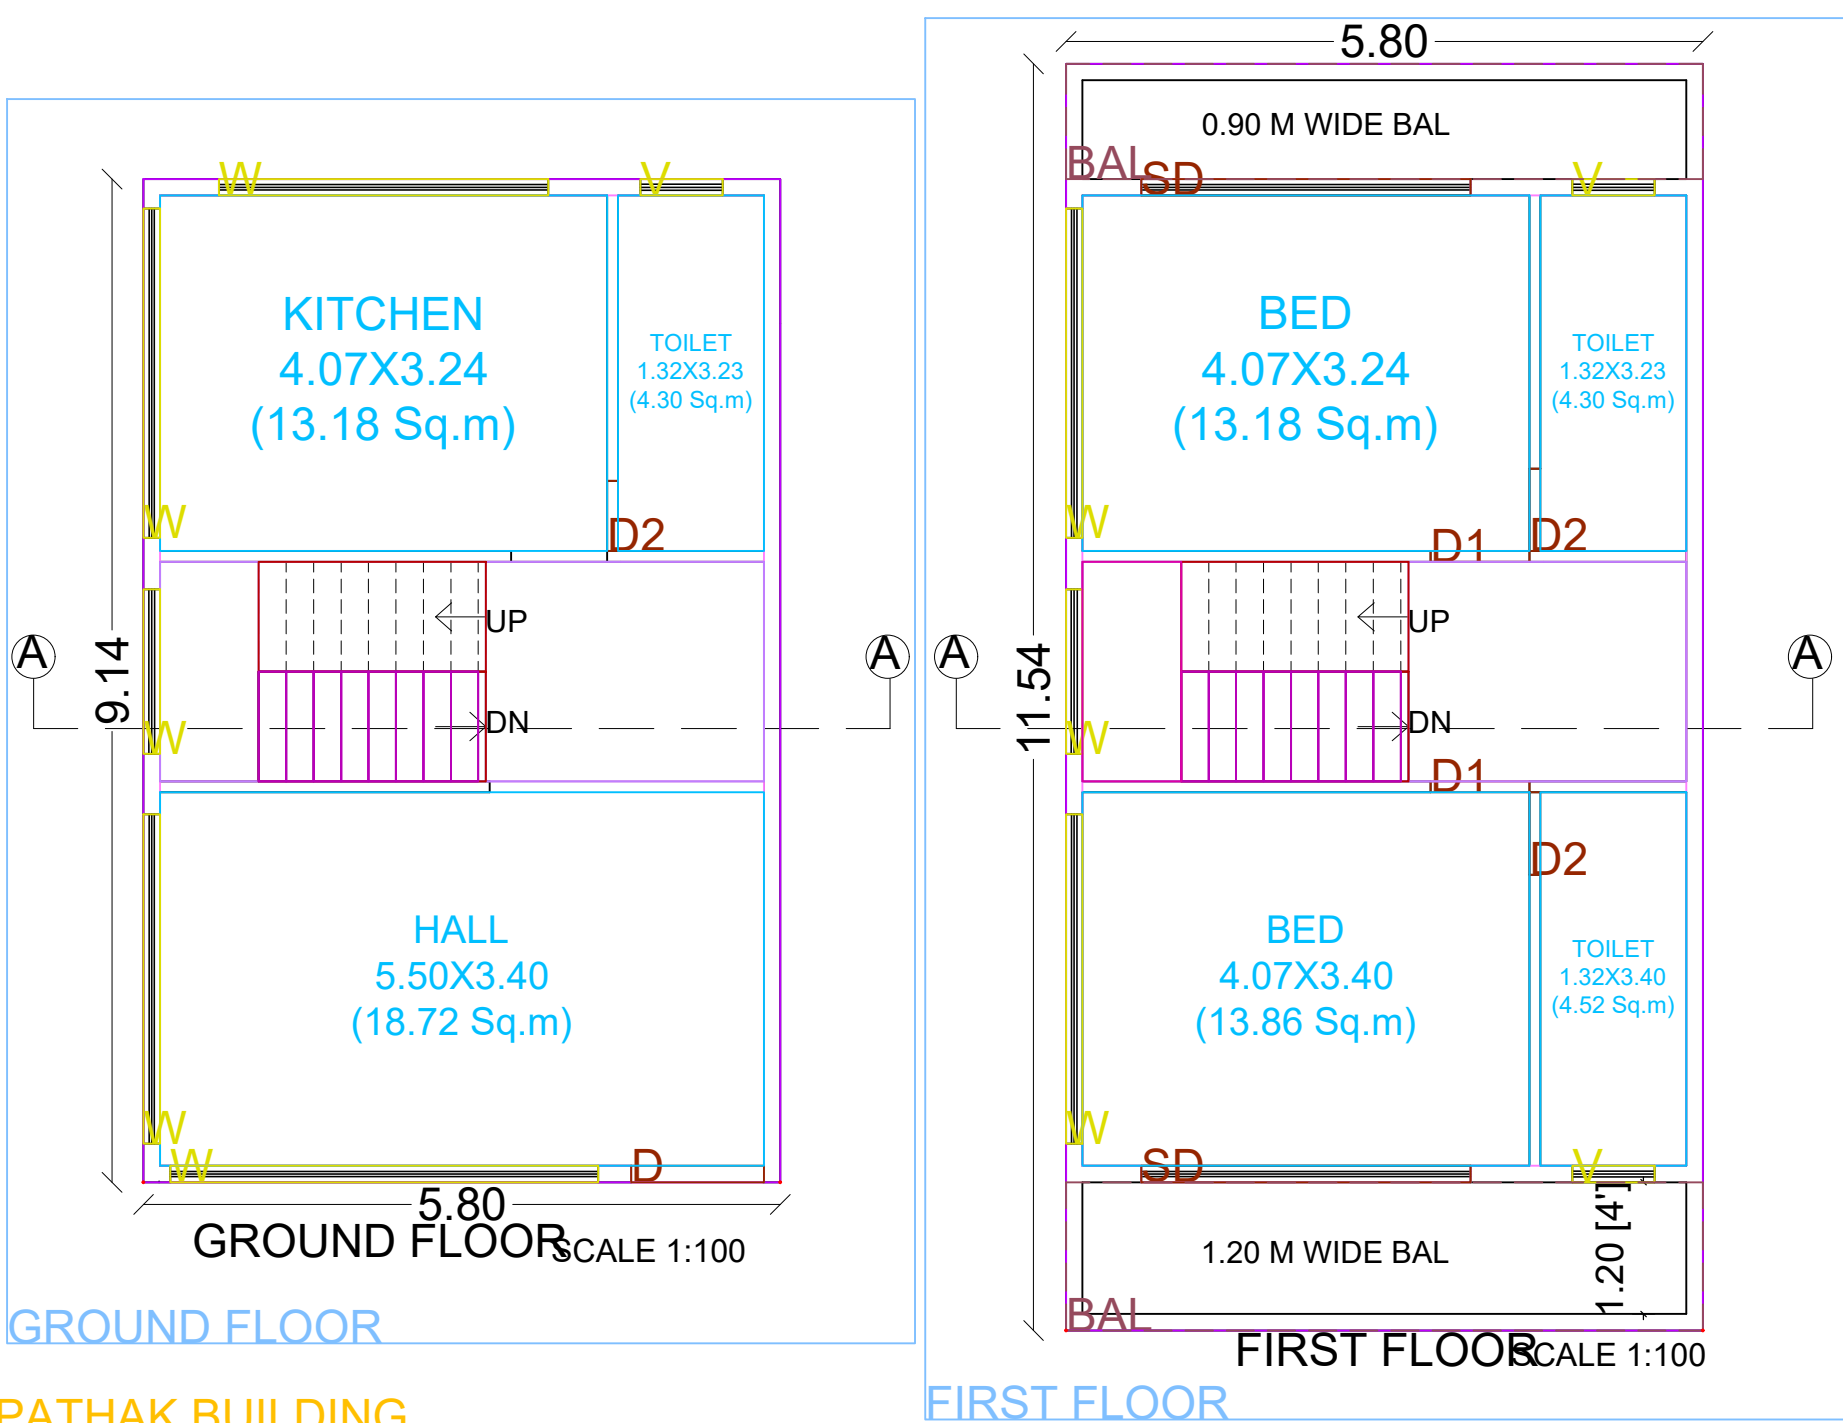 W
V
KITCHEN
4.07X3.24
(13.18 Sq.m)
TOILET
1.32X3.23
(4.30 Sq.m)
W
D2
UP
A
A
9.14
DN
W
HALL
5.50X3.40
(18.72 Sq.m)
W
W
D
5.80
GROUND FLOOR
SCALE 1:100
GROUND FLOOR
PATHAK BUILDING
5.80
0.90 M WIDE BAL
BAL
SD
V
BED
4.07X3.24
(13.18 Sq.m)
TOILET
1.32X3.23
(4.30 Sq.m)
W
D1
D2
UP
A
A
11.54
DN
W
D1
D2
BED
4.07X3.40
(13.86 Sq.m)
TOILET
1.32X3.40
(4.52 Sq.m)
W
SD
V
1.20 M WIDE BAL
1.20 [4']
BAL
FIRST FLOOR
SCALE 1:100
FIRST FLOOR